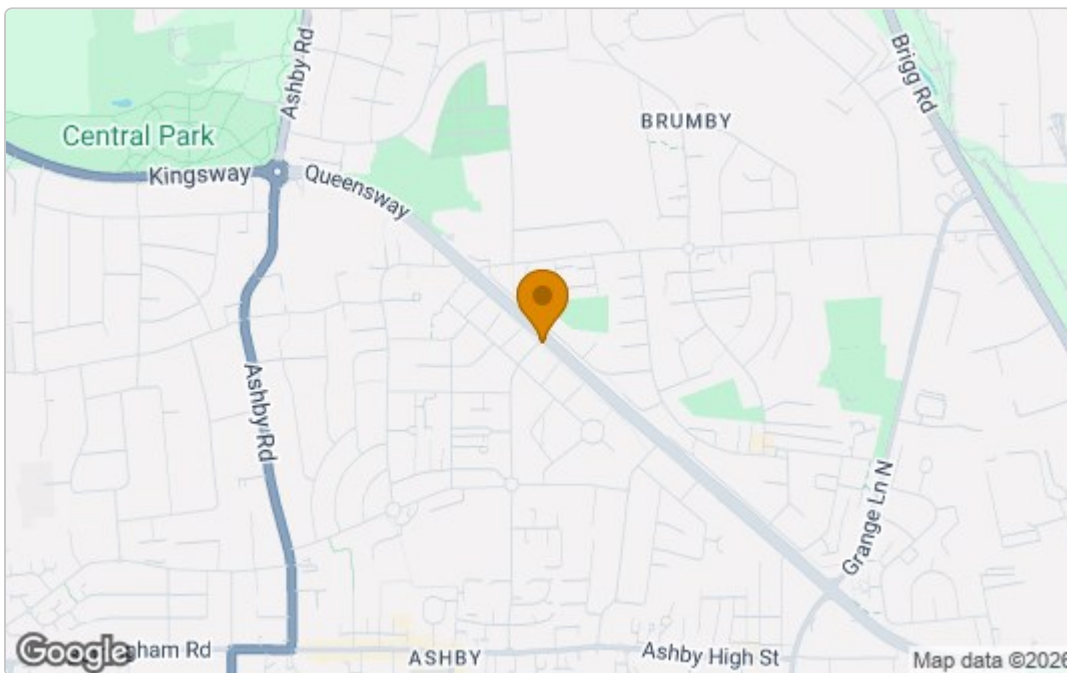 Ashby Rd
Brigg Rd
BRUMBY
Central Park
Kingsway
Queensway
Ashby Rd
Grange Ln N
Google
gham Rd
ASHBY
Ashby High St
Map data ©2026